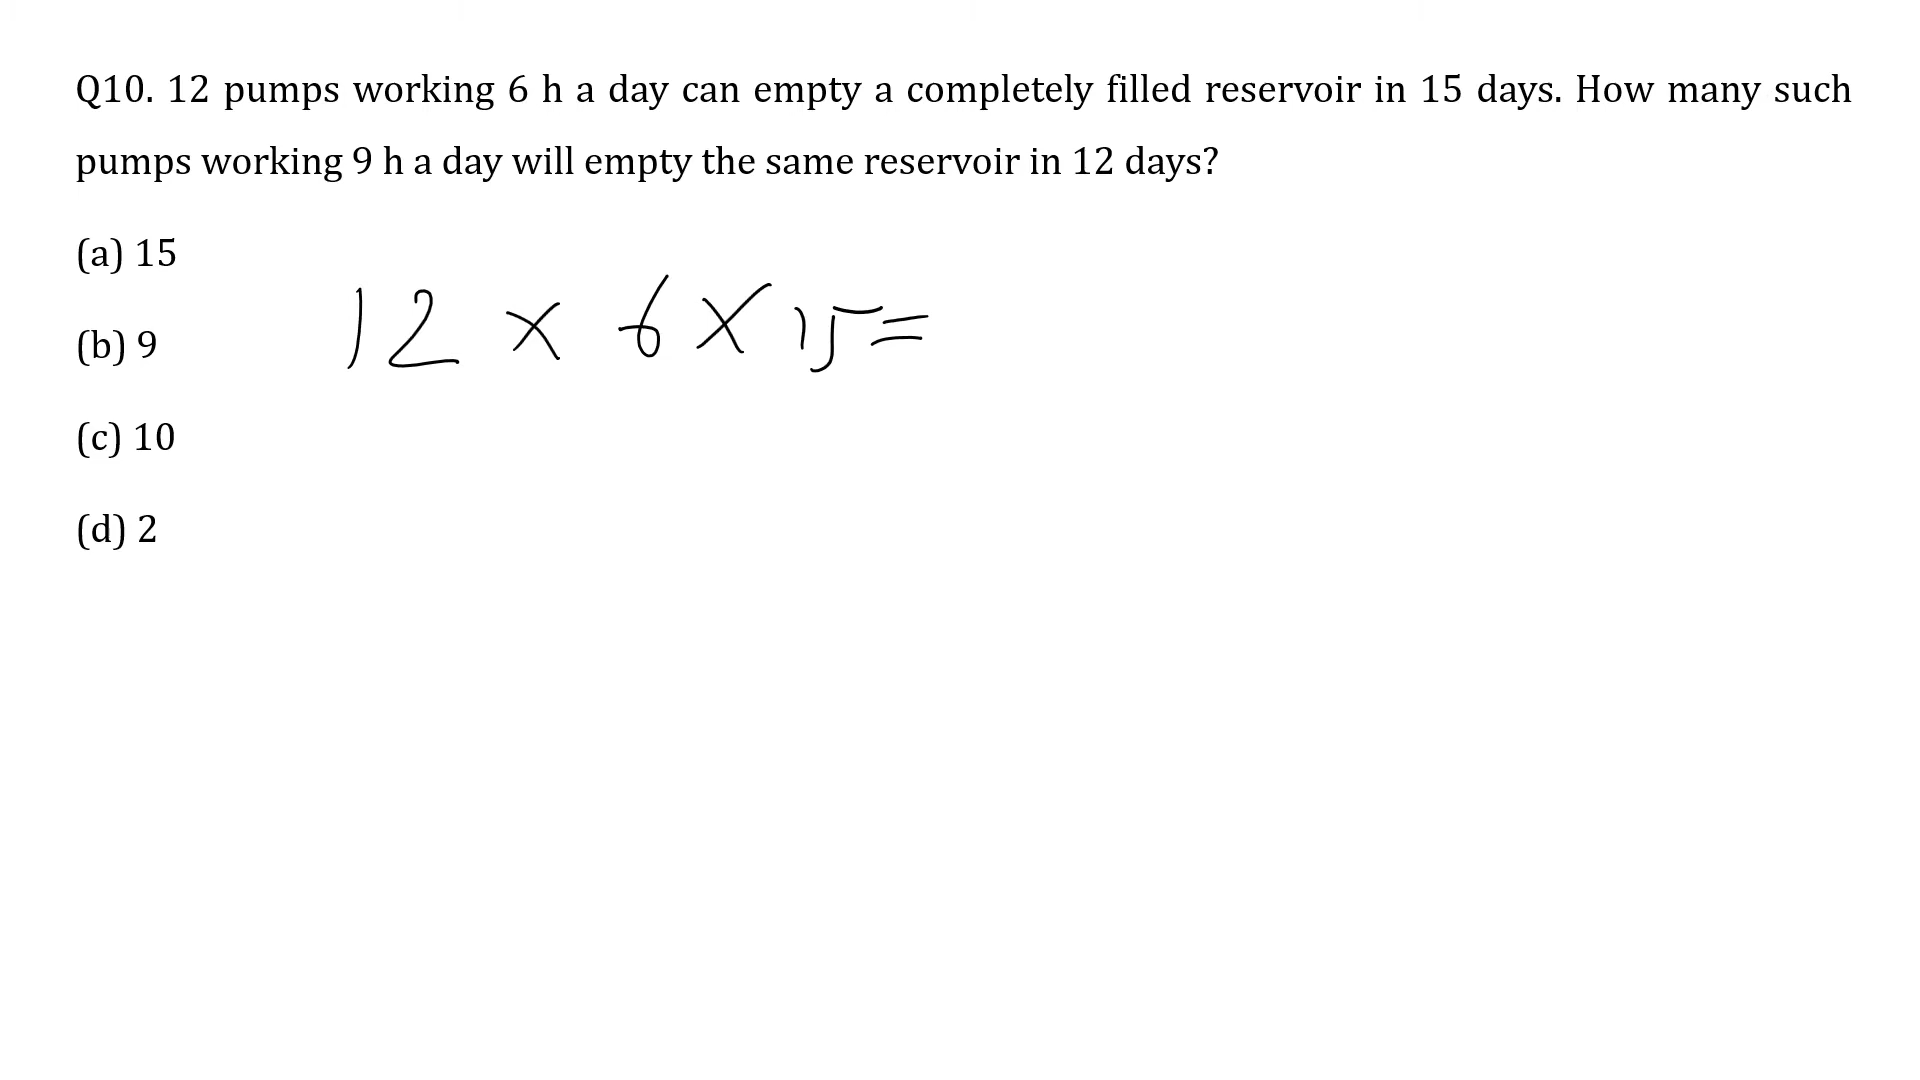 Q10. 12 pumps working 6 h a day can empty a completely filled reservoir in 15 days. How many such
pumps working 9 h a day will empty the same reservoir in 12 days?
(a) 15
(b) 9
12 × 6 × 15 =
(c) 10
(d) 2